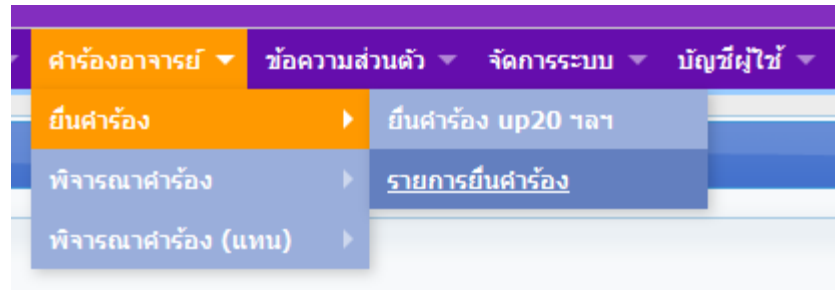 คำร้องอาจารย์ ข้อความส่วนตัว จัดการระบบ บัญชีผู้ใช้
ยื่นคำร้อง
ยื่นคำร้อง up20 ฯลฯ
พิจารณาคำร้อง
รายการยื่นคำร้อง
พิจารณาคำร้อง (แทน)